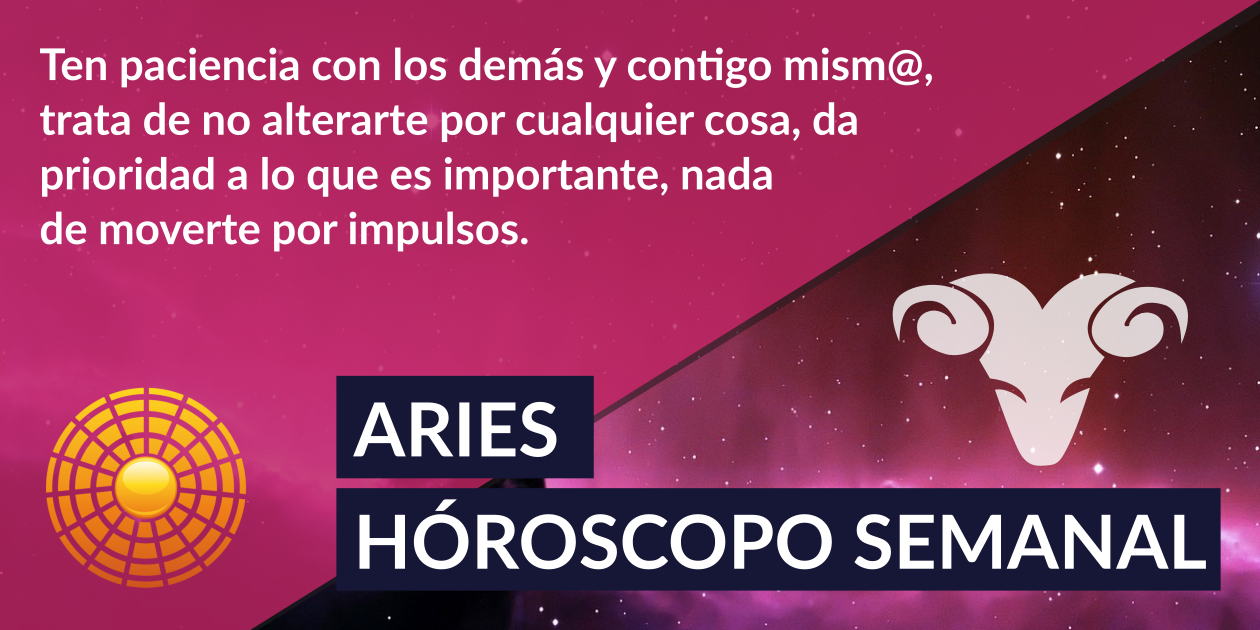 Ten paciencia con los demás y contigo mism@,
trata de no alterarte por cualquier cosa, da
prioridad a lo que es importante, nada
de moverte por impulsos.
ARIES
HÓROSCOPO SEMANAL